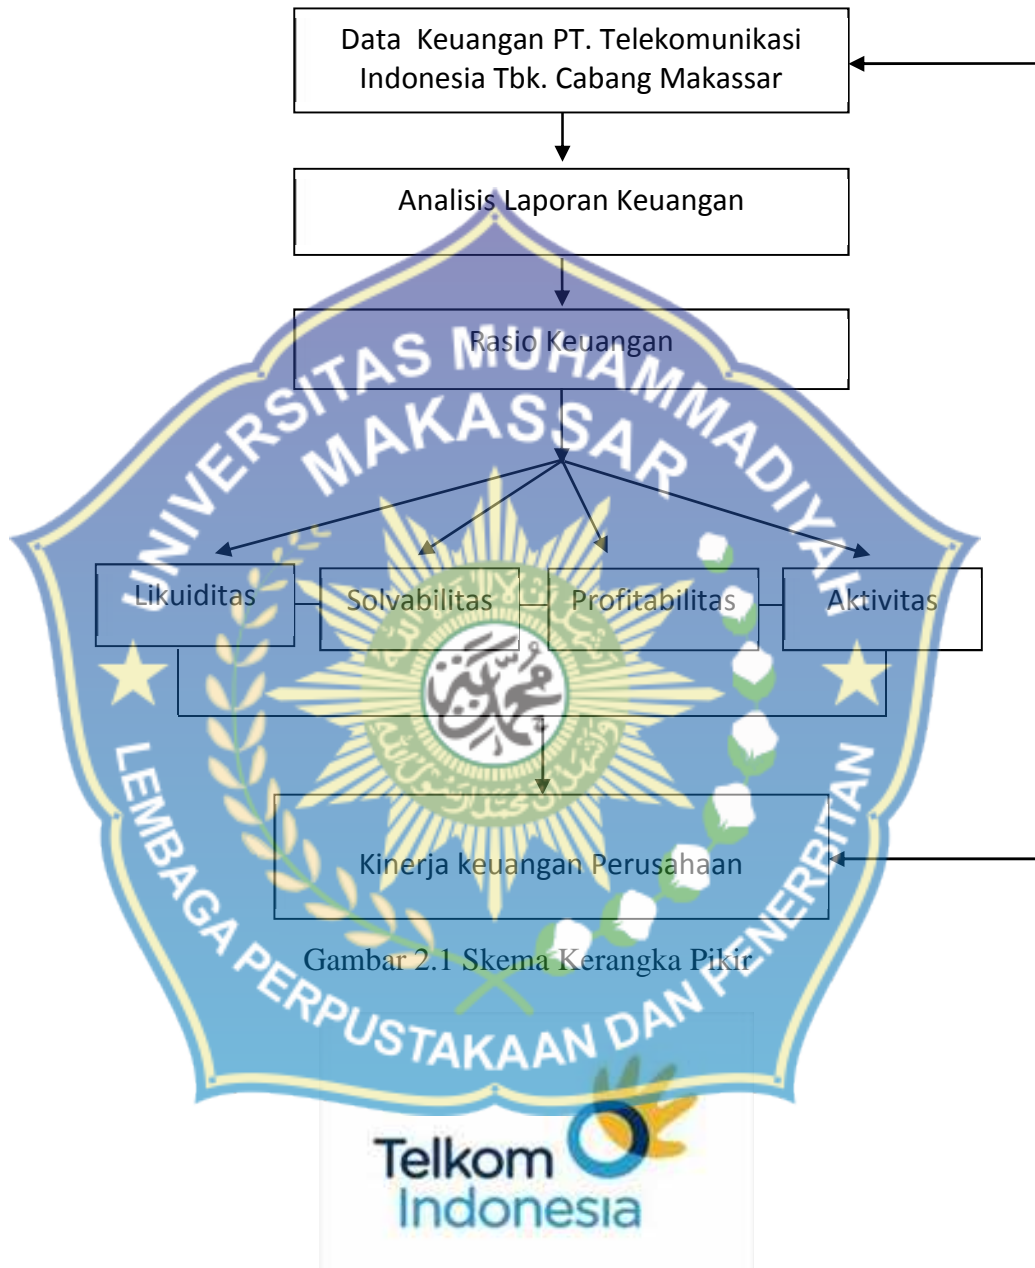 Data Keuangan PT. Telekomunikasi
Indonesia Tbk. Cabang Makassar
Analisis Laporan Keuangan
Rasio Keuangan
UNIVERSITAS MUHAMMADIYAH
MAKASSAR
Likuiditas
Solvabilitas
Profitabilitas
Aktivitas
محمد
Kinerja keuangan Perusahaan
Gambar 2.1 Skema Kerangka Pikir
LEMBAGA PERPUSTAKAAN DAN PENERBITAN
Telkom
Indonesia